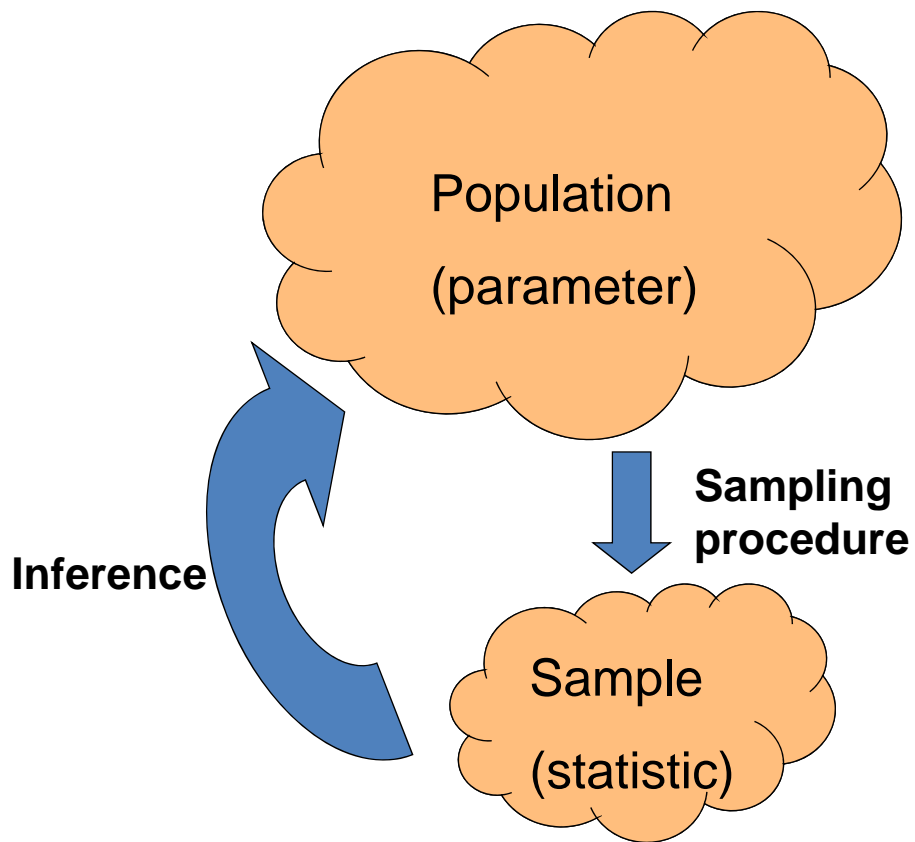 Population
(parameter)
Sampling
procedure
Inference
Sample
(statistic)